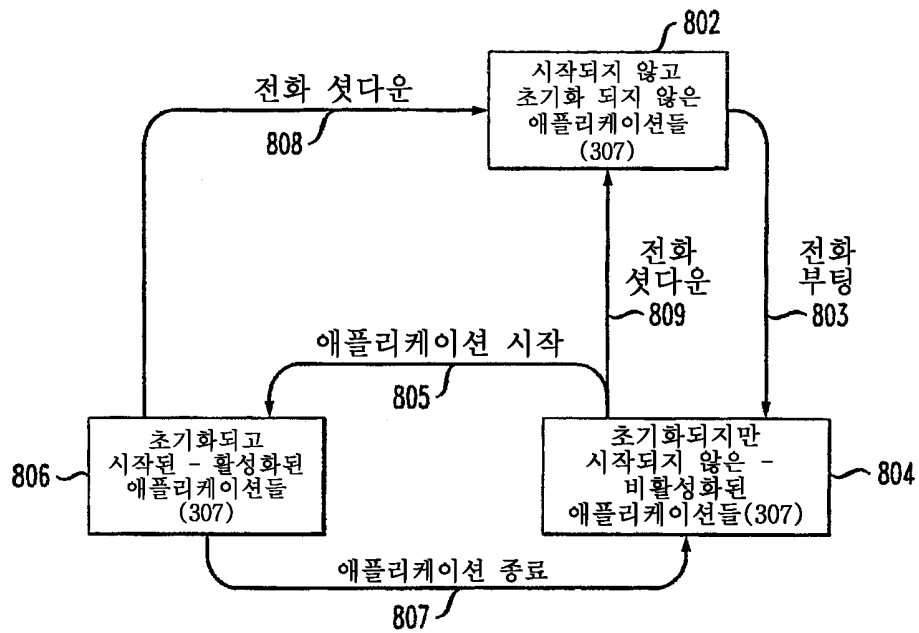 802
시작되지 않고
초기화 되지 않은
애플리케이션들
(307)
전화 셧다운
808
전화
셧다운
809
전화
부팅
803
애플리케이션 시작
805
806
초기화되고
시작된 - 활성화된
애플리케이션들
(307)
초기화되지만
시작되지 않은 -
비활성화된
애플리케이션들(307)
804
애플리케이션 종료
807